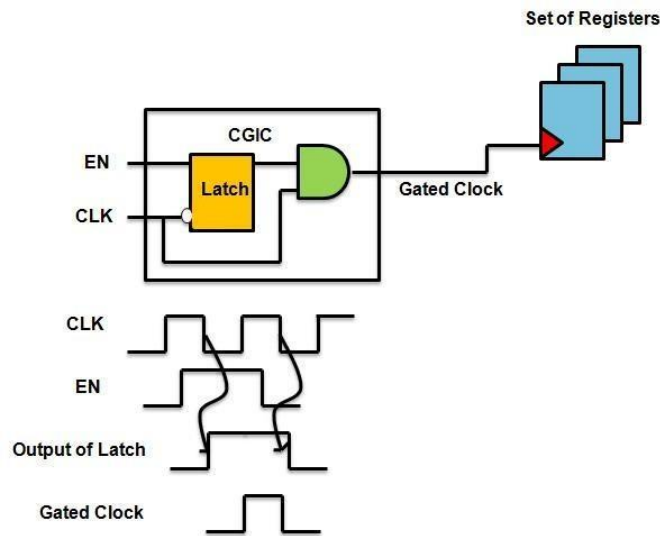 Set of Registers
CGIC
EN
Latch
CLK
Gated Clock
CLK
EN
Output of Latch
Gated Clock